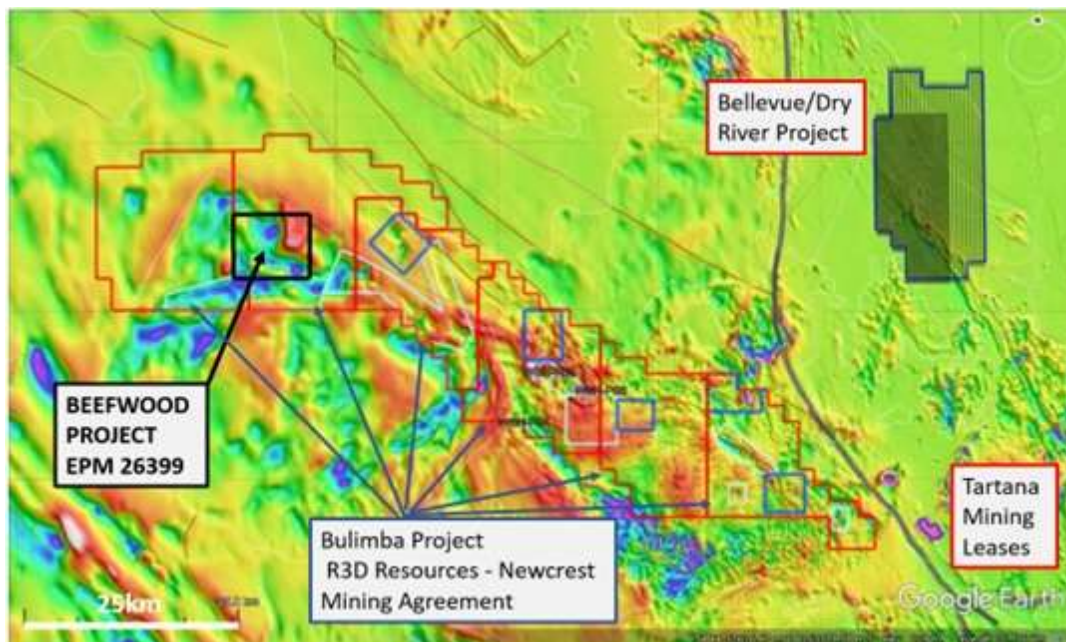 Bellevue/Dry
River Project
BEEFWOOD
PROJECT
EPM 26399
Tartana
Mining
Leases
Bulimba Project
R3D Resources - Newcrest
Mining Agreement
25km
Google Earth